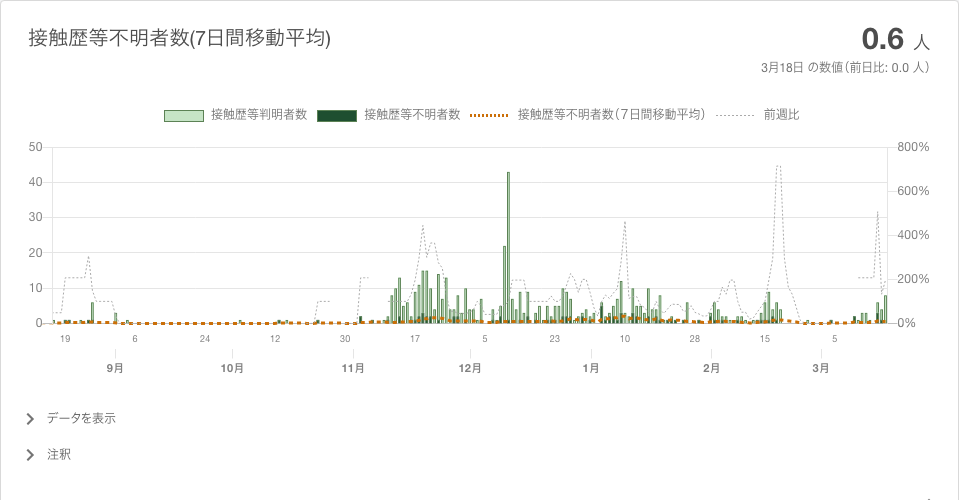 接触歴等不明者数(7日間移動平均)
0.6 人
3月18日 の数値（前日比: 0.0 人）
接触歴等判明者数 接触歴等不明者数 接触歴等不明者数（7日間移動平均） 前週比
50 800%
40 600%
30 400%
20 200%
10 0%
0
19 6 24 12 30 17 5 23 10 28 15 5
9月 10月 11月 12月 1月 2月 3月
データを表示
注釈